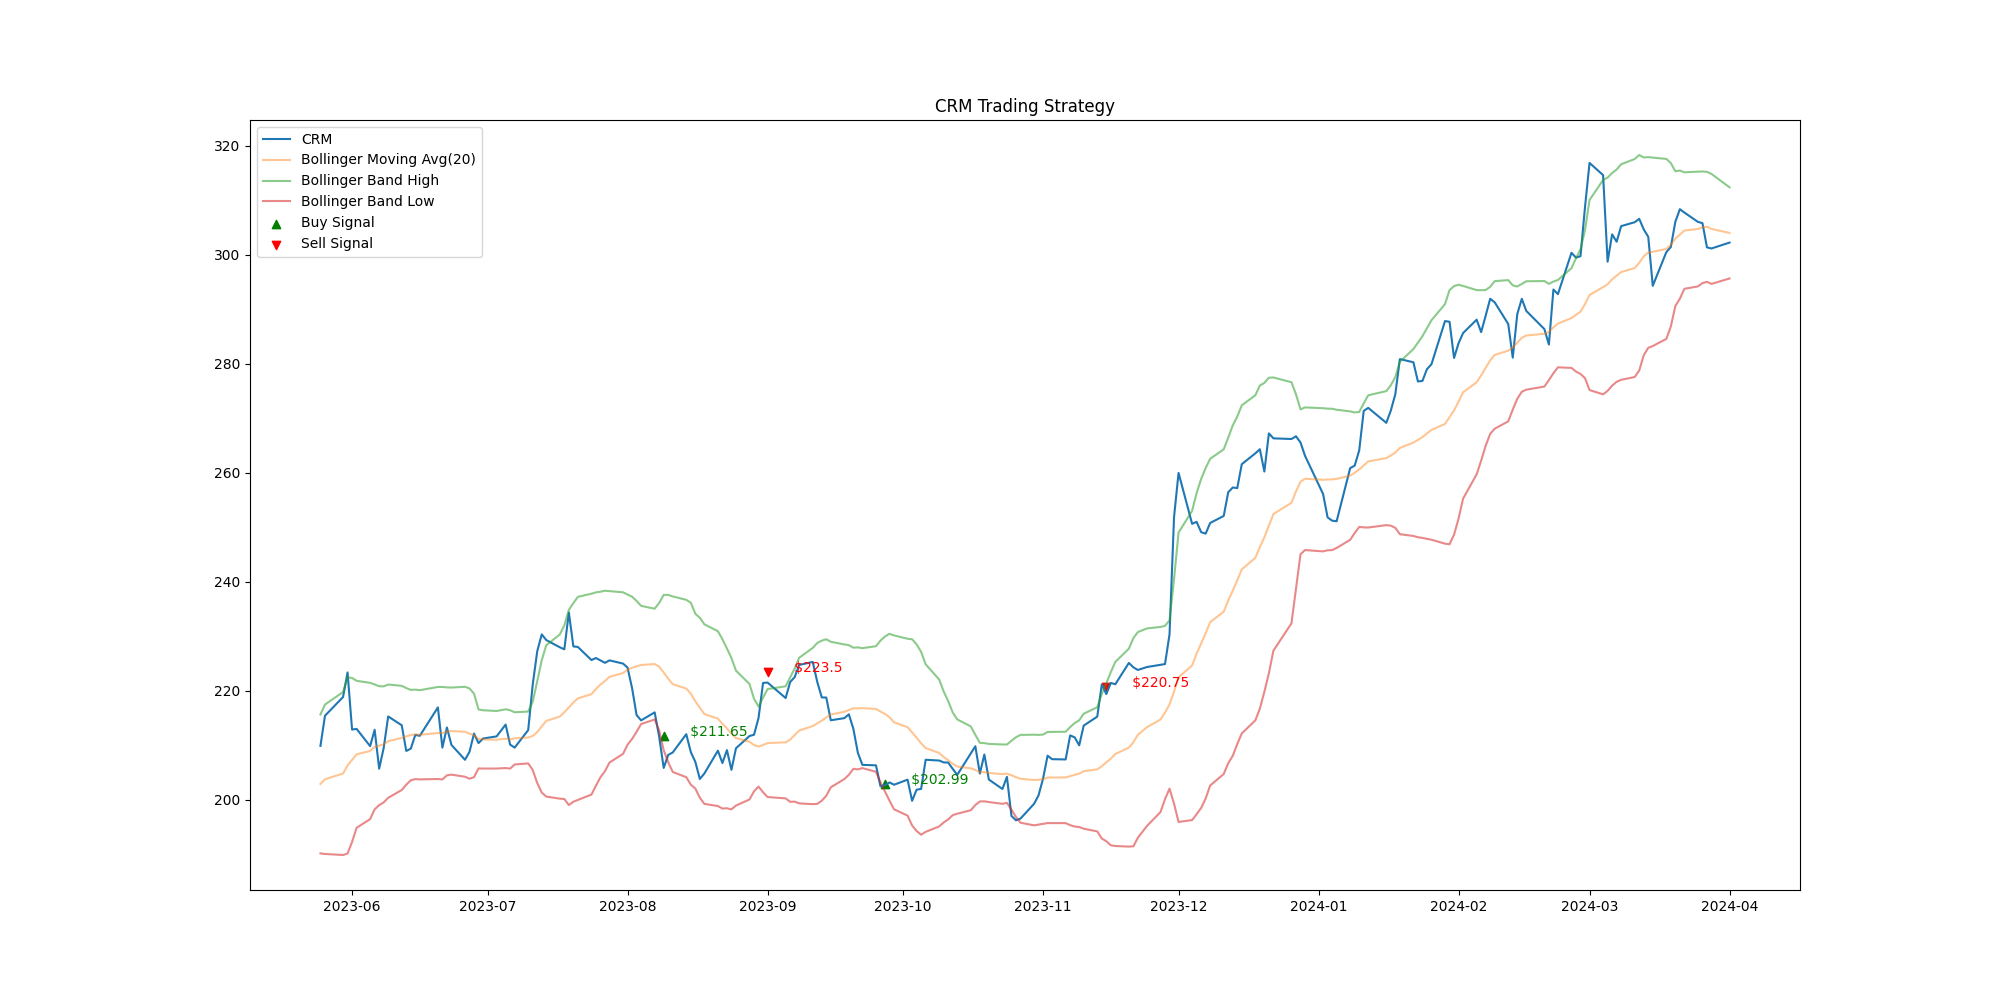 CRM Trading Strategy
CRM
Bollinger Moving Avg(20)
Bollinger Band High
Bollinger Band Low
Buy Signal
Sell Signal
320
300
280
260
240
220
200
$223.5
$220.75
$211.65
$202.99
2023-06 2023-07 2023-08 2023-09 2023-10 2023-11 2023-12 2024-01 2024-02 2024-03 2024-04